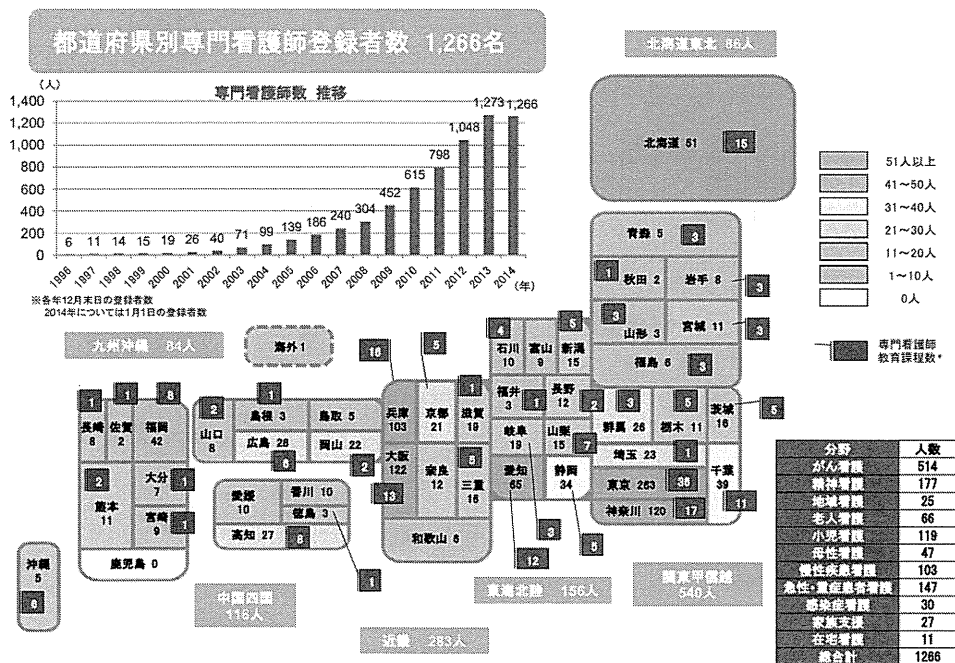 都道府県別専門看護師登録者数 1,266名
北海道東北 86人
(人)
専門看護師数 推移
1,400
1,200
1,000
800
600
400
200
0
6 11 14 15 19 26 40 71 99 139 186 240 304 452 615 798 1,048 1,273 1,266
1996 1997 1998 1999 2000 2001 2002 2003 2004 2005 2006 2007 2008 2009 2010 2011 2012 2013 2014 (年)
※各年12月末日の登録者数
2014年については1月1日の登録者数
北海道 51 15
51人以上
41～50人
31～40人
21～30人
11～20人
1～10人
0人
専門看護師
教育課程数*
青森 5 3
1 秋田 2 岩手 8 3
3 山形 3 宮城 11 3
福島 6 3
九州沖縄 84人
海外 1
1 長崎 8
1 佐賀 2
8 福岡 42
2 熊本 11
大分 7 1
宮崎 9 1
鹿児島 0
沖縄 5
2 山口 8
1 島根 3 鳥取 5
広島 28 6
岡山 22 2
愛媛 10 香川 10
徳島 3 1
高知 27
中国四国
116人
兵庫 103
京都 21 5
滋賀 19 1
大阪 122 13
奈良 12
三重 16 5
和歌山 6
近畿 283人
4 石川 10
富山 9
5 新潟 15
福井 3 1
長野 12 2
岐阜 19 3
山梨 15 7
愛知 65 12
静岡 34 5
東海北陸 156人
群馬 26 3
栃木 11 5
茨城 16 5
埼玉 23 1
東京 263
千葉 39 11
神奈川 120 17
関東甲信越
540人
分野 人数
がん看護 514
精神看護 177
地域看護 25
老人看護 66
小児看護 119
母性看護 47
慢性疾患看護 103
急性・重症患者看護 147
感染症看護 30
家族支援 27
在宅看護 11
総合計 1266